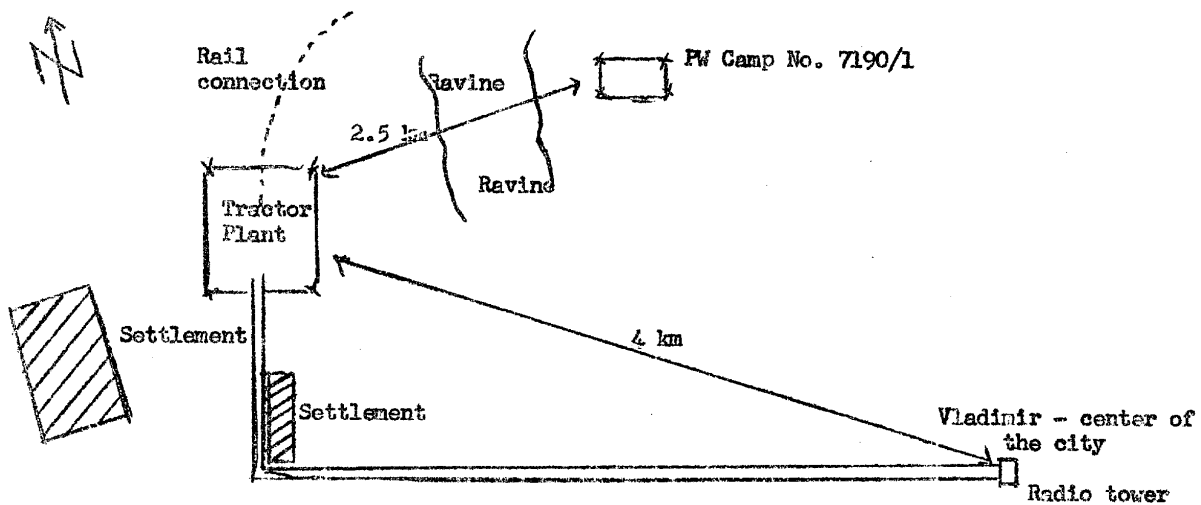 N
Rail
connection
Ravine
PW Camp No. 7190/1
2.5 km
Ravine
Tractor
Plant
Settlement
4 km
Settlement
Vladimir - center of
the city
Radio tower